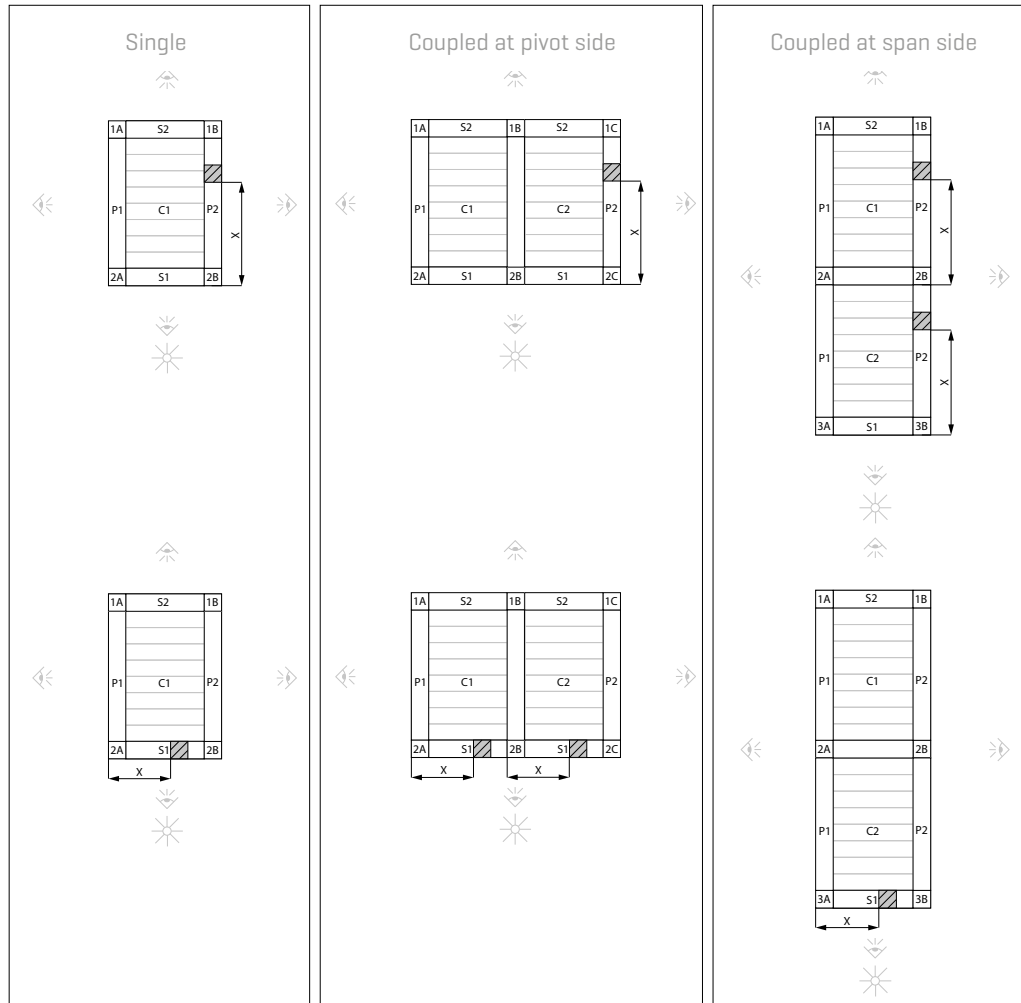 Single
1A S2 1B
P1 C1 P2
X
2A S1 2B
1A S2 1B
P1 C1 P2
2A S1 2B
X
Coupled at pivot side
1A S2 1B S2 1C
P1 C1 C2 P2
X
2A S1 2B S1 2C
1A S2 1B S2 1C
P1 C1 C2 P2
2A S1 2B S1 2C
X X
Coupled at span side
1A S2 1B
P1 C1 P2
X
2A 2B
P1 C2 P2
X
3A S1 3B
1A S2 1B
P1 C1 P2
2A 2B
P1 C2 P2
3A S1 3B
X